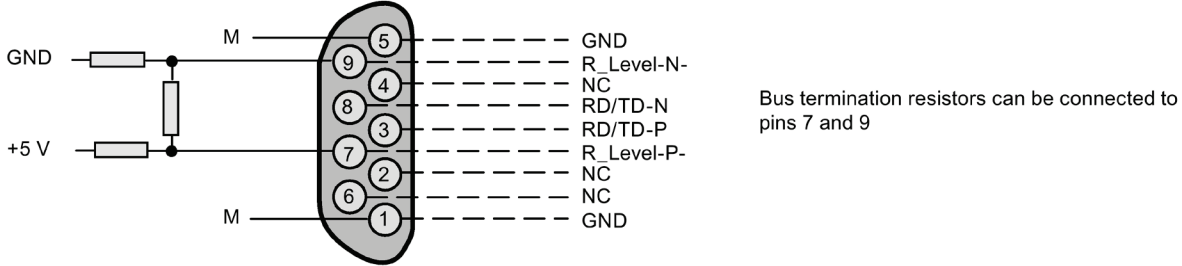 M 5 GND
GND 9 R_Level-N-
4 NC
8 RD/TD-N
3 RD/TD-P
+5 V 7 R_Level-P-
2 NC
6 NC
M 1 GND
Bus termination resistors can be connected to
pins 7 and 9